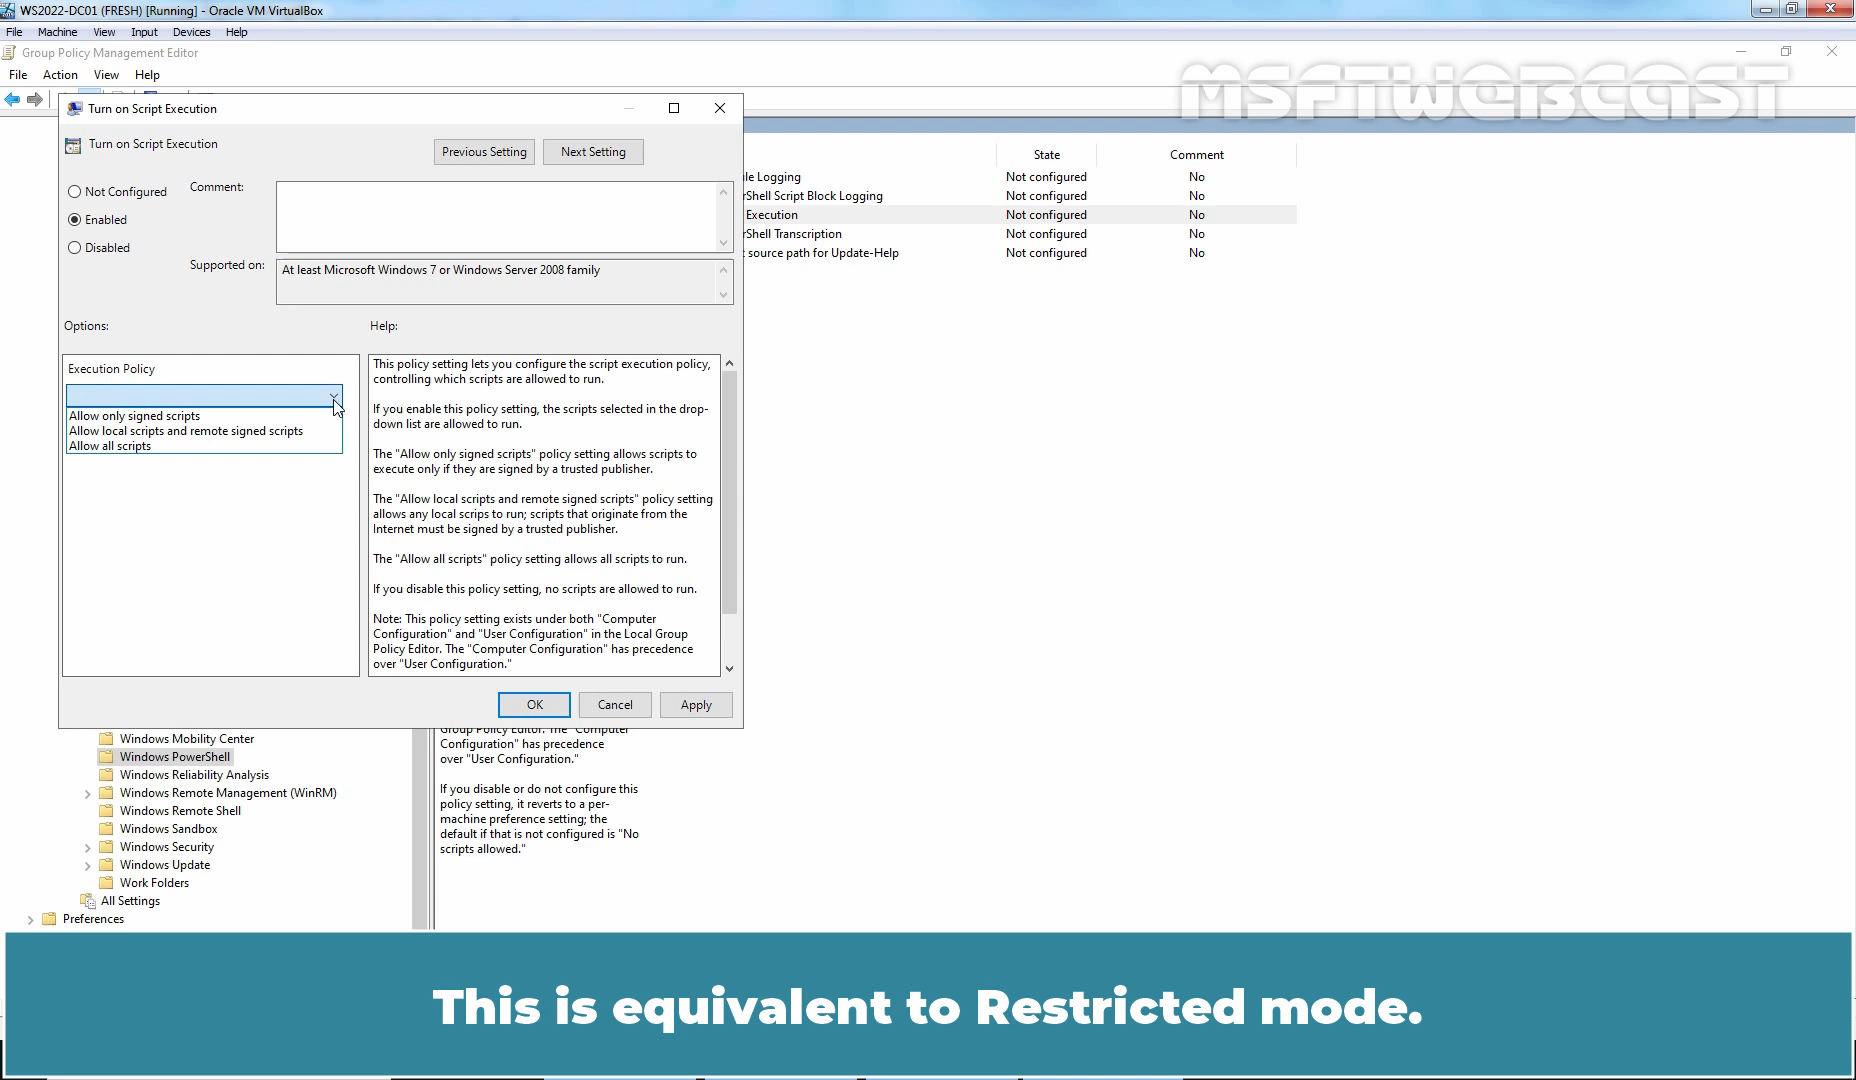 WS2022-DC01 (FRESH) [Running] - Oracle VM VirtualBox
File Machine View Input Devices Help
Group Policy Management Editor
File Action View Help
MSFTWEBCAST
Turn on Script Execution
Turn on Script Execution
Previous Setting Next Setting
Not Configured
Enabled
Disabled
Comment:
Supported on:
At least Microsoft Windows 7 or Windows Server 2008 family
Options:
Help:
Execution Policy
Allow only signed scripts
Allow local scripts and remote signed scripts
Allow all scripts
This policy setting lets you configure the script execution policy,
controlling which scripts are allowed to run.
If you enable this policy setting, the scripts selected in the drop-
down list are allowed to run.
The "Allow only signed scripts" policy setting allows scripts to
execute only if they are signed by a trusted publisher.
The "Allow local scripts and remote signed scripts" policy setting
allows any local scrips to run; scripts that originate from the
Internet must be signed by a trusted publisher.
The "Allow all scripts" policy setting allows all scripts to run.
If you disable this policy setting, no scripts are allowed to run.
Note: This policy setting exists under both "Computer
Configuration" and "User Configuration" in the Local Group
Policy Editor. The "Computer Configuration" has precedence
over "User Configuration."
OK Cancel Apply
State Comment
le Logging Not configured No
rShell Script Block Logging Not configured No
Execution Not configured No
rShell Transcription Not configured No
t source path for Update-Help Not configured No
Windows Mobility Center
Windows PowerShell
Windows Reliability Analysis
Windows Remote Management (WinRM)
Windows Remote Shell
Windows Sandbox
Windows Security
Windows Update
Work Folders
All Settings
Preferences
Group Policy Editor. The "Computer
Configuration" has precedence
over "User Configuration."
If you disable or do not configure this
policy setting, it reverts to a per-
machine preference setting; the
default if that is not configured is "No
scripts allowed."
This is equivalent to Restricted mode.